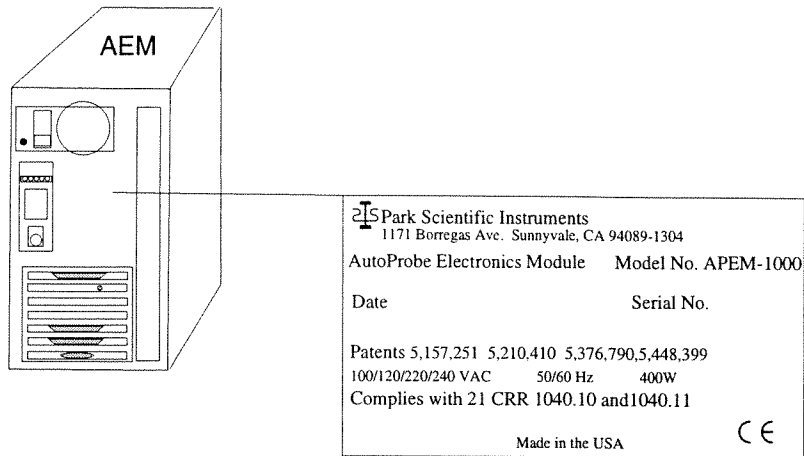 AEM
Park Scientific Instruments
1171 Borregas Ave. Sunnyvale, CA 94089-1304
AutoProbe Electronics Module Model No. APEM-1000
Date Serial No.
Patents 5,157,251 5,210,410 5,376,790,5,448,399
100/120/220/240 VAC 50/60 Hz 400W
Complies with 21 CRR 1040.10 and1040.11
Made in the USA CE